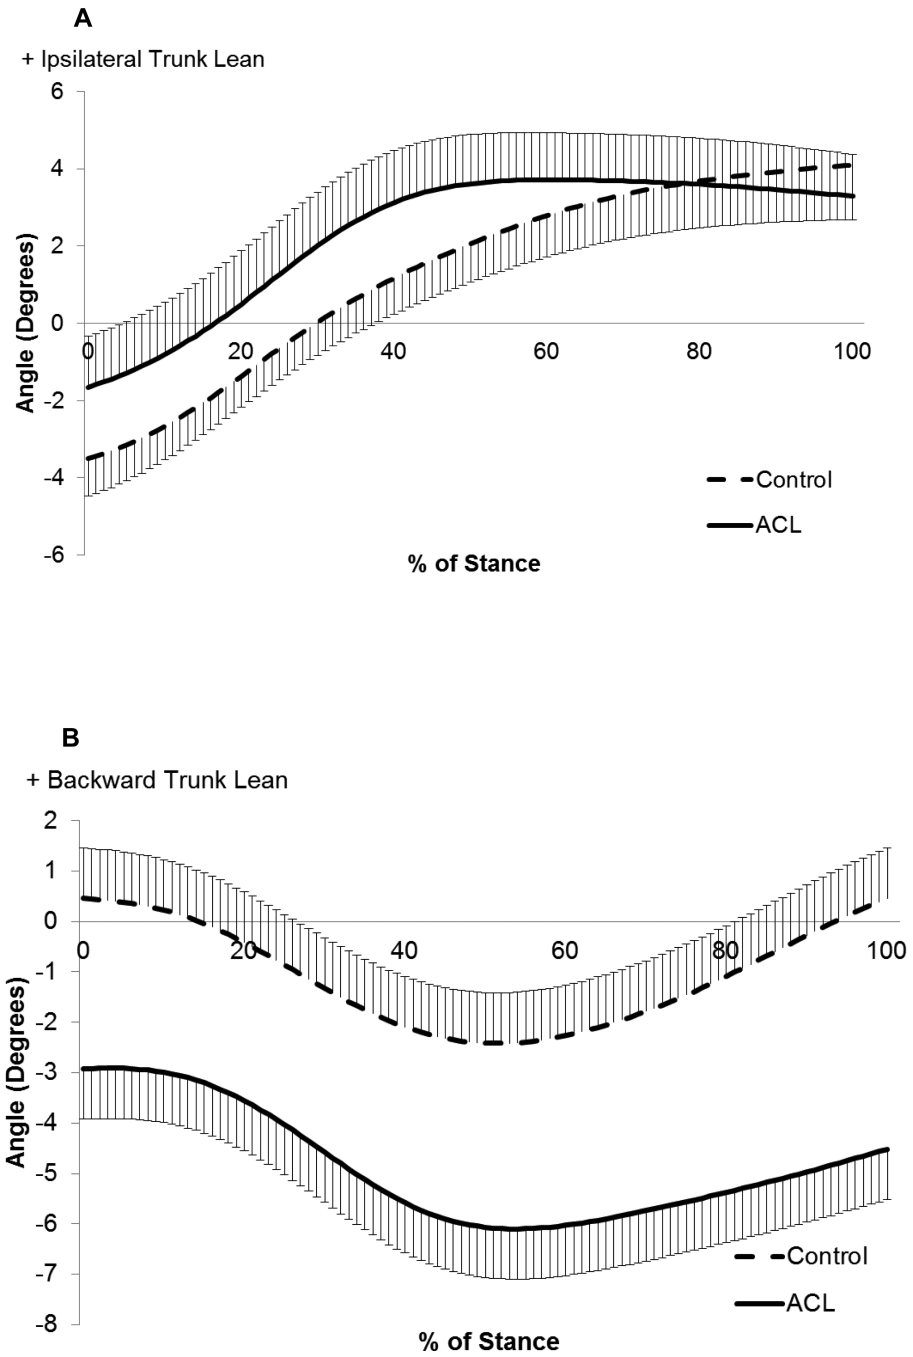 A
+ Ipsilateral Trunk Lean
6
4
2
0
-2
-4
-6
Angle (Degrees)
0 20 40 60 80 100
Control
ACL
% of Stance
B
+ Backward Trunk Lean
2
1
0
-1
-2
-3
-4
-5
-6
-7
-8
Angle (Degrees)
0 20 40 60 80 100
Control
ACL
% of Stance